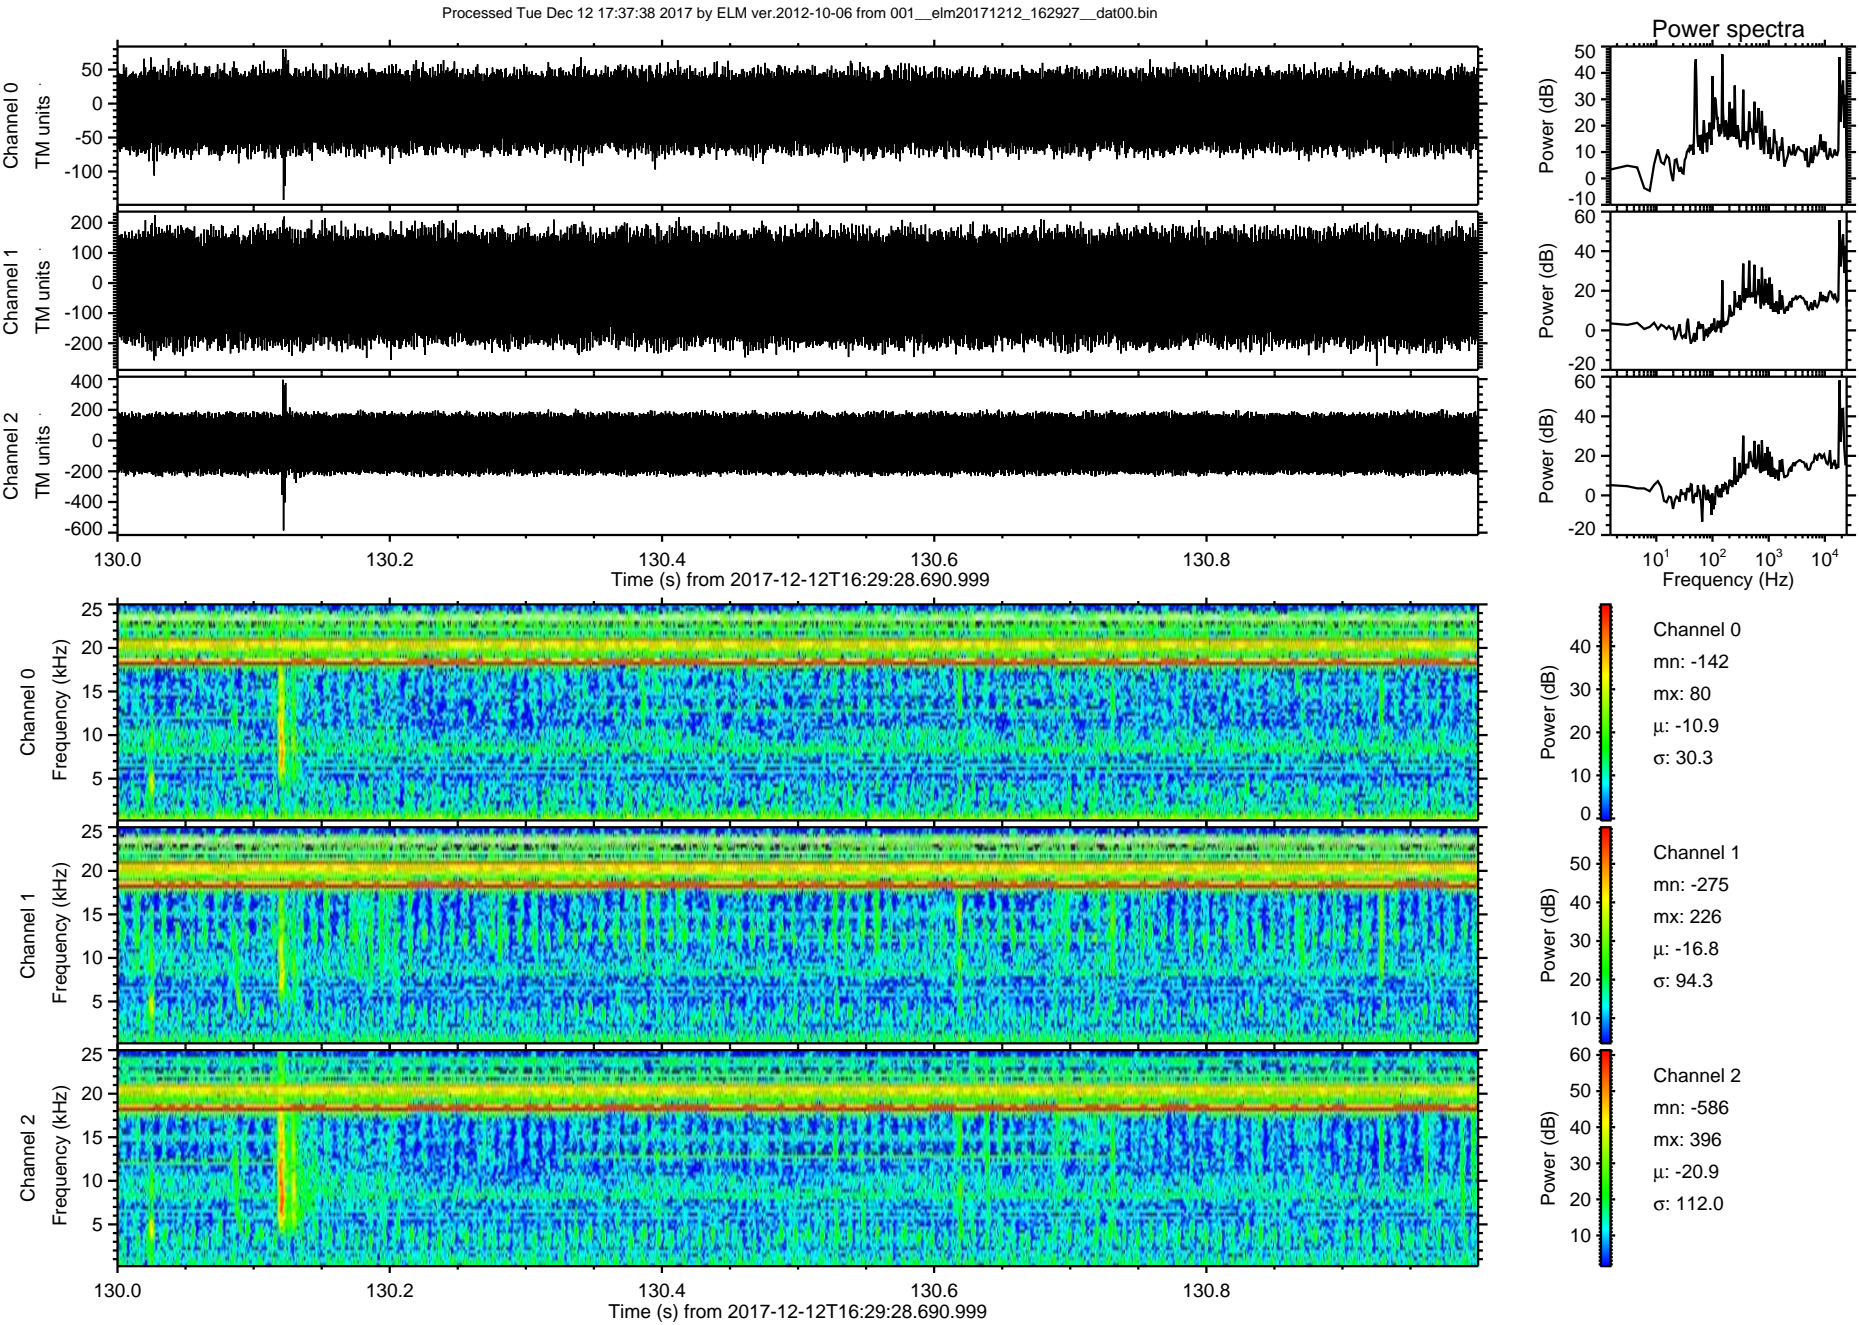 Processed Tue Dec 12 17:37:38 2017 by ELM ver.2012-10-06 from 001__elm20171212_162927__dat00.bin
Power spectra
Channel 0
TM units
50
0
-50
-100
Power (dB)
50
40
30
20
10
0
-10
Channel 1
TM units
200
100
0
-100
-200
Power (dB)
60
40
20
0
-20
Channel 2
TM units
400
200
0
-200
-400
-600
Power (dB)
60
40
20
0
-20
130.0 130.2 130.4 130.6 130.8
Time (s) from 2017-12-12T16:29:28.690.999
10¹ 10² 10³ 10⁴
Frequency (Hz)
Channel 0
Frequency (kHz)
25
20
15
10
5
Power (dB)
40
30
20
10
0
Channel 0
mn: -142
mx: 80
µ: -10.9
σ: 30.3
Channel 1
Frequency (kHz)
25
20
15
10
5
Power (dB)
50
40
30
20
10
Channel 1
mn: -275
mx: 226
µ: -16.8
σ: 94.3
Channel 2
Frequency (kHz)
25
20
15
10
5
Power (dB)
60
50
40
30
20
10
Channel 2
mn: -586
mx: 396
µ: -20.9
σ: 112.0
130.0 130.2 130.4 130.6 130.8
Time (s) from 2017-12-12T16:29:28.690.999